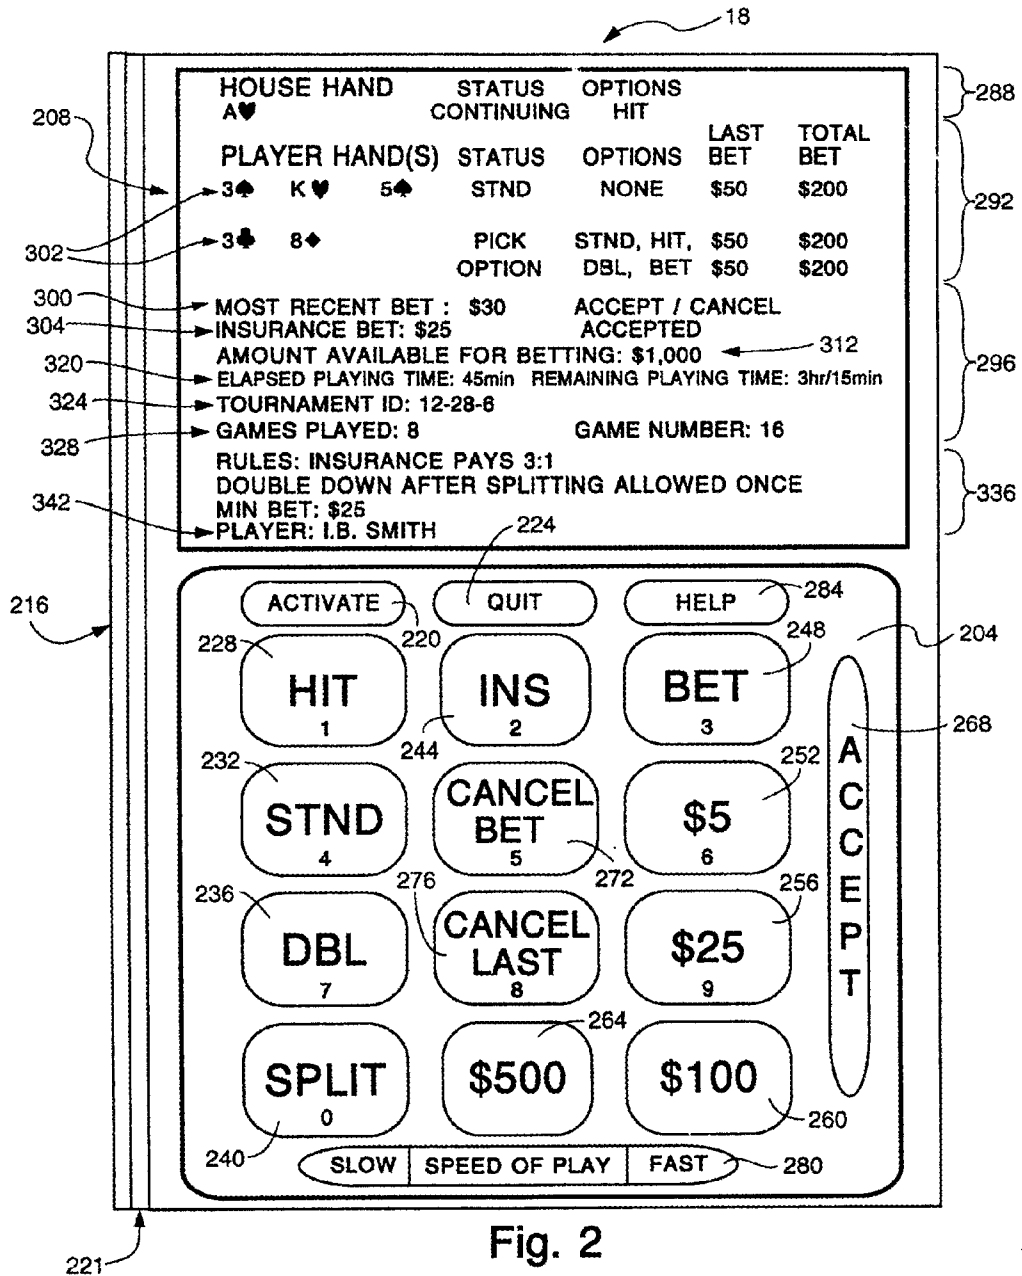 18
HOUSE HAND STATUS OPTIONS
A♥ CONTINUING HIT
288
208
LAST TOTAL
PLAYER HAND(S) STATUS OPTIONS BET BET
3♠ K♥ 5♠ STND NONE $50 $200
292
302
3♣ 8♦ PICK STND, HIT, $50 $200
OPTION DBL, BET $50 $200
300
MOST RECENT BET : $30 ACCEPT / CANCEL
304
INSURANCE BET: $25 ACCEPTED
AMOUNT AVAILABLE FOR BETTING: $1,000
312
320
296
ELAPSED PLAYING TIME: 45min REMAINING PLAYING TIME: 3hr/15min
324
TOURNAMENT ID: 12-28-6
328
GAMES PLAYED: 8 GAME NUMBER: 16
RULES: INSURANCE PAYS 3:1
DOUBLE DOWN AFTER SPLITTING ALLOWED ONCE
336
342
MIN BET: $25
PLAYER: I.B. SMITH
224
216
ACTIVATE QUIT HELP
284
220
228
248
204
HIT INS BET
1 2 3
268
244
232
252
ACCEPT
STND CANCEL BET $5
4 5 6
272
276
236
256
DBL CANCEL LAST $25
7 8 9
264
SPLIT $500 $100
0
260
240
SLOW SPEED OF PLAY FAST
280
221
Fig. 2